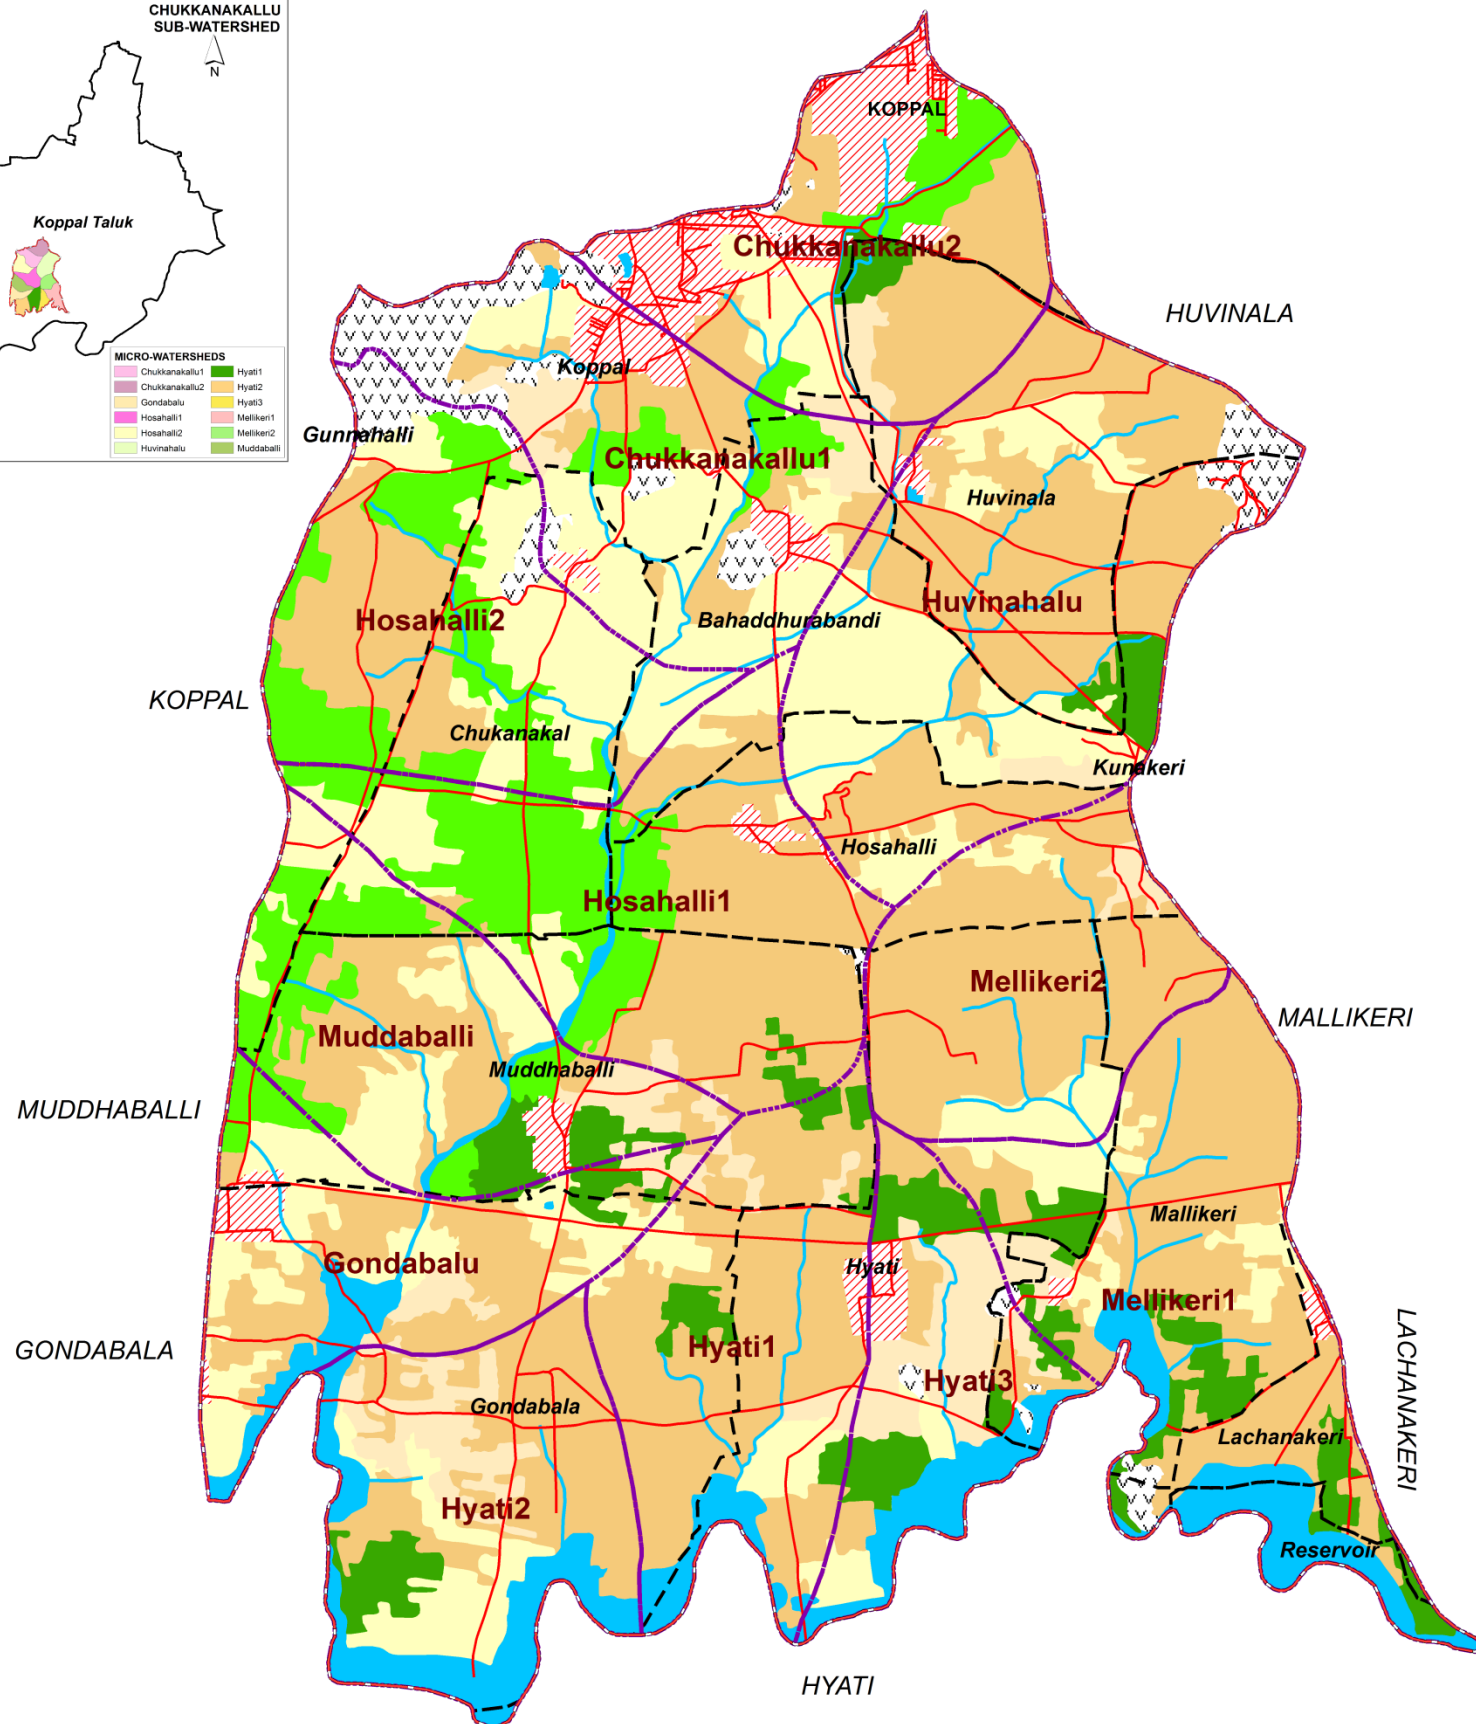 CHUKKANAKALLU
SUB-WATERSHED
N
Koppal Taluk
MICRO-WATERSHEDS
Chukkanakallu1
Chukkanakallu2
Gondabalu
Hosahalli1
Hosahalli2
Huvinahalu
Hyati1
Hyati2
Hyati3
Mellikeri1
Mellikeri2
Muddaballi
KOPPAL
Chukkanakallu2
HUVINALA
Koppal
Gunnahalli
Chukkanakallu1
Huvinala
Huvinahalu
Hosahalli2
Bahaddhurabandi
KOPPAL
Chukanakal
Kunakeri
Hosahalli
Hosahalli1
Mellikeri2
MALLIKERI
Muddaballi
Muddhaballi
MUDDHABALLI
Mallikeri
Gondabalu
Hyati
Mellikeri1
GONDABALA
Hyati1
LACHANAKERI
Hyati3
Gondabala
Lachanakeri
Hyati2
Reservoir
HYATI